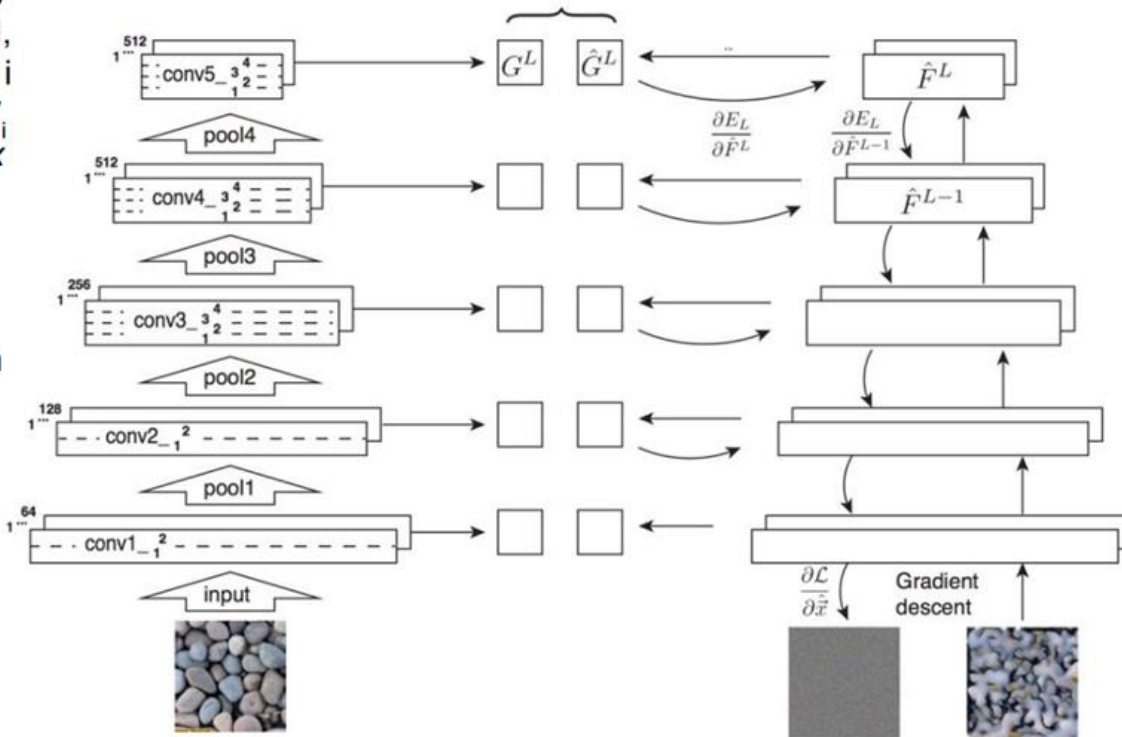 512
1...
conv5_ 1 2 3 4
G^L
Ĝ^L
F̂^L
pool4
∂E_L/∂F̂^L
∂E_L/∂F̂^{L-1}
512
1...
conv4_ 1 2 3 4
F̂^{L-1}
pool3
256
1...
conv3_ 1 2 3 4
pool2
128
1...
conv2_ 1 2
pool1
64
1...
conv1_ 1 2
input
∂L/∂x̂
Gradient
descent